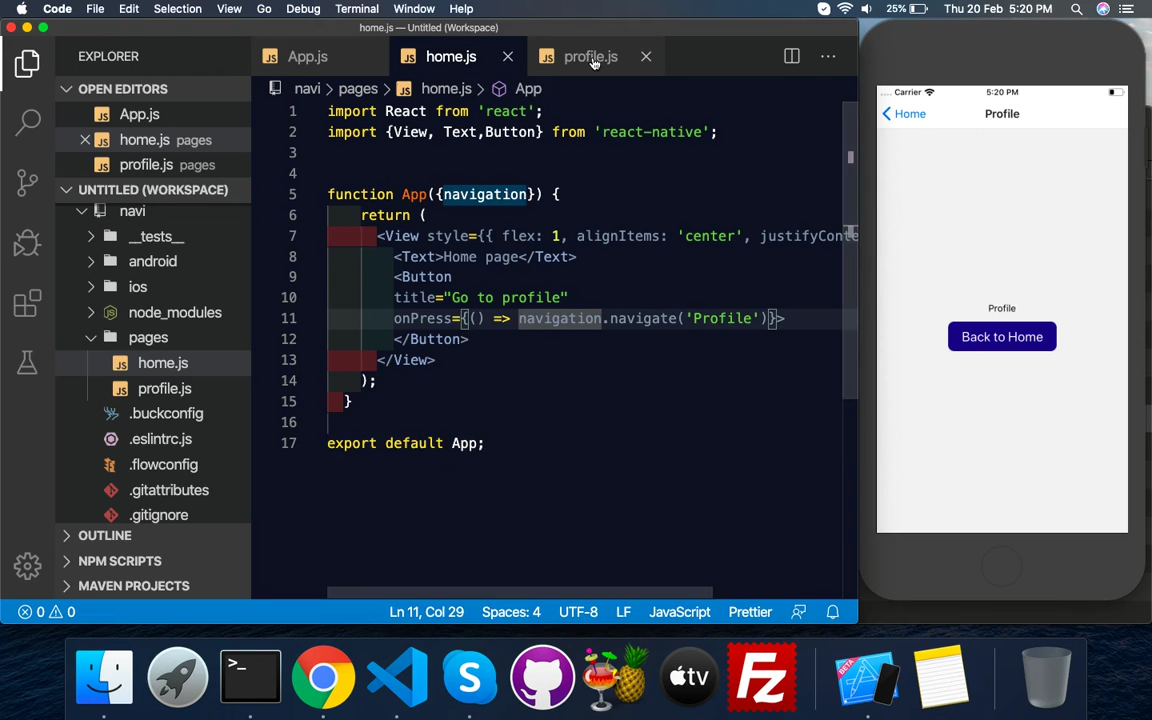 Code File Edit Selection View Go Debug Terminal Window Help 25% Thu 20 Feb 5:20 PM
home.js — Untitled (Workspace)
EXPLORER
App.js home.js profile.js
OPEN EDITORS
App.js
home.js pages
profile.js pages
UNTITLED (WORKSPACE)
navi
__tests__
android
ios
node_modules
pages
home.js
profile.js
.buckconfig
.eslintrc.js
.flowconfig
.gitattributes
.gitignore
OUTLINE
NPM SCRIPTS
MAVEN PROJECTS
navi › pages › home.js › App
1 import React from 'react';
2 import {View, Text,Button} from 'react-native';
3
4
5 function App({navigation}) {
6 return (
7 <View style={{ flex: 1, alignItems: 'center', justifyConte
8 <Text>Home page</Text>
9 <Button
10 title="Go to profile"
11 onPress={() => navigation.navigate('Profile')}>
12 </Button>
13 </View>
14 );
15 }
16
17 export default App;
0 0 Ln 11, Col 29 Spaces: 4 UTF-8 LF JavaScript Prettier
Carrier 5:20 PM
Home Profile
Profile
Back to Home
>_ S tv Fz BETA